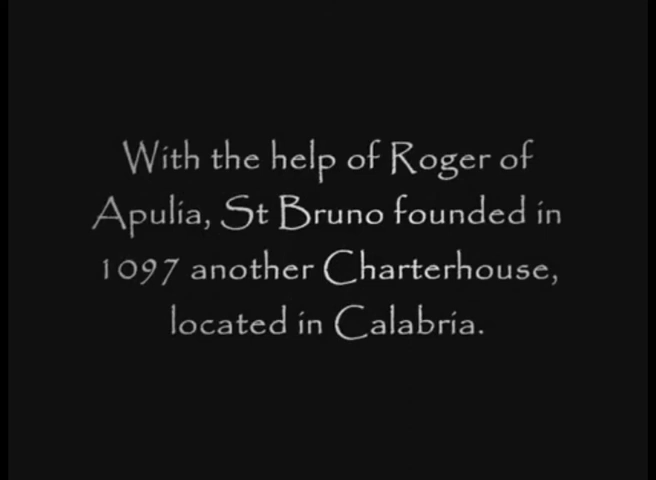 With the help of Roger of
Apulia, St Bruno founded in
1097 another Charterhouse,
located in Calabria.